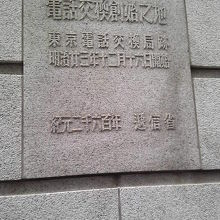 電話交換創始之地
東京電話交換局跡
明治廿三年十二月十六日開始
紀元二千六百年 逓信省